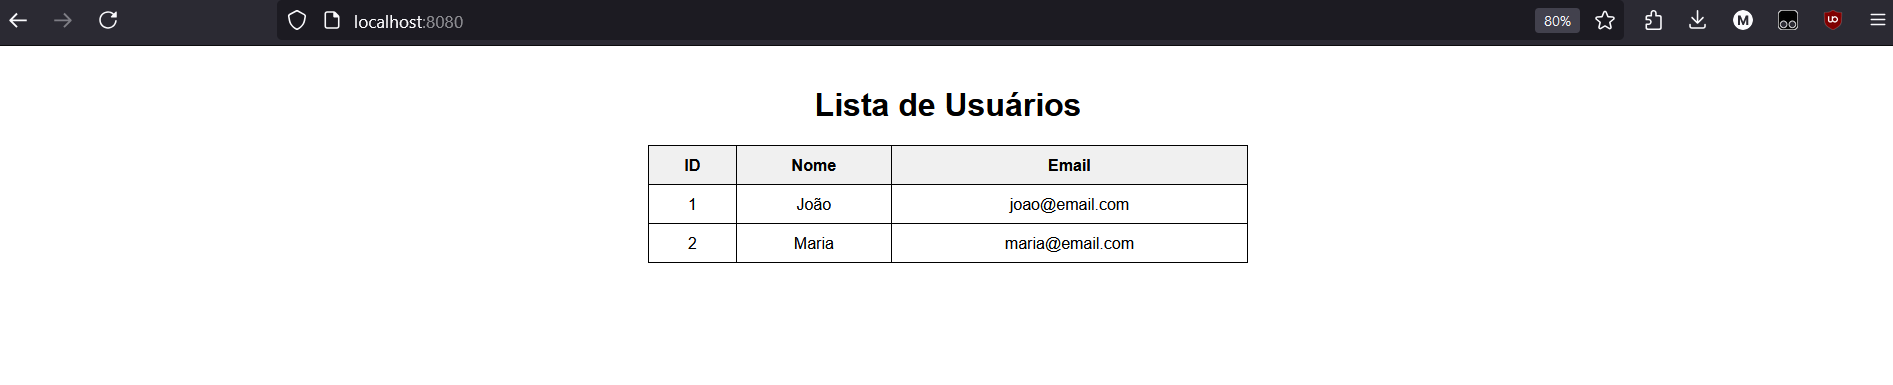 localhost:8080
80%
M
Lista de Usuários
ID Nome Email
1 João joao@email.com
2 Maria maria@email.com